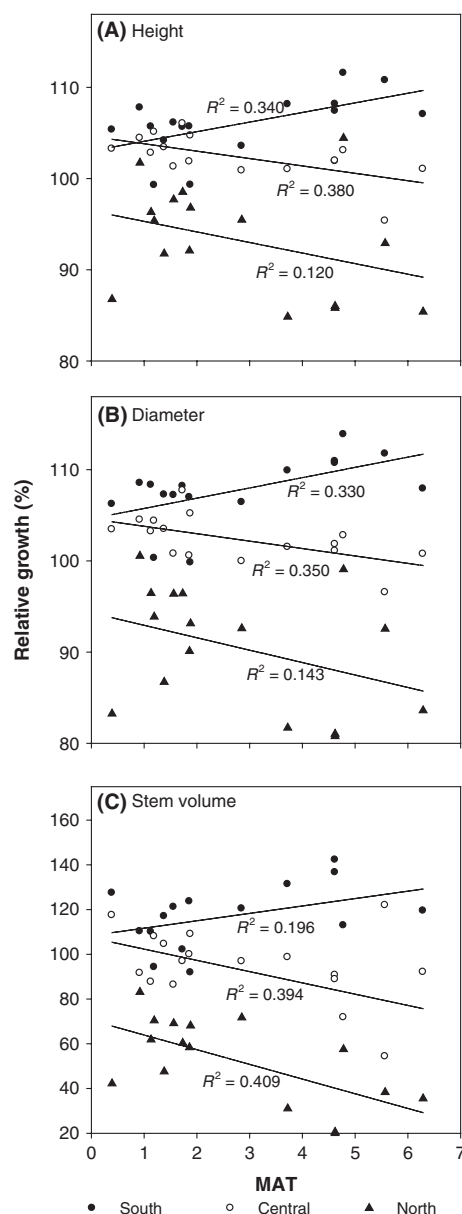 (A) Height
110
100
90
80
R² = 0.340
R² = 0.380
R² = 0.120
(B) Diameter
110
100
90
80
R² = 0.330
R² = 0.350
R² = 0.143
Relative growth (%)
(C) Stem volume
160
140
120
100
80
60
40
20
R² = 0.196
R² = 0.394
R² = 0.409
0 1 2 3 4 5 6 7
MAT
South Central North